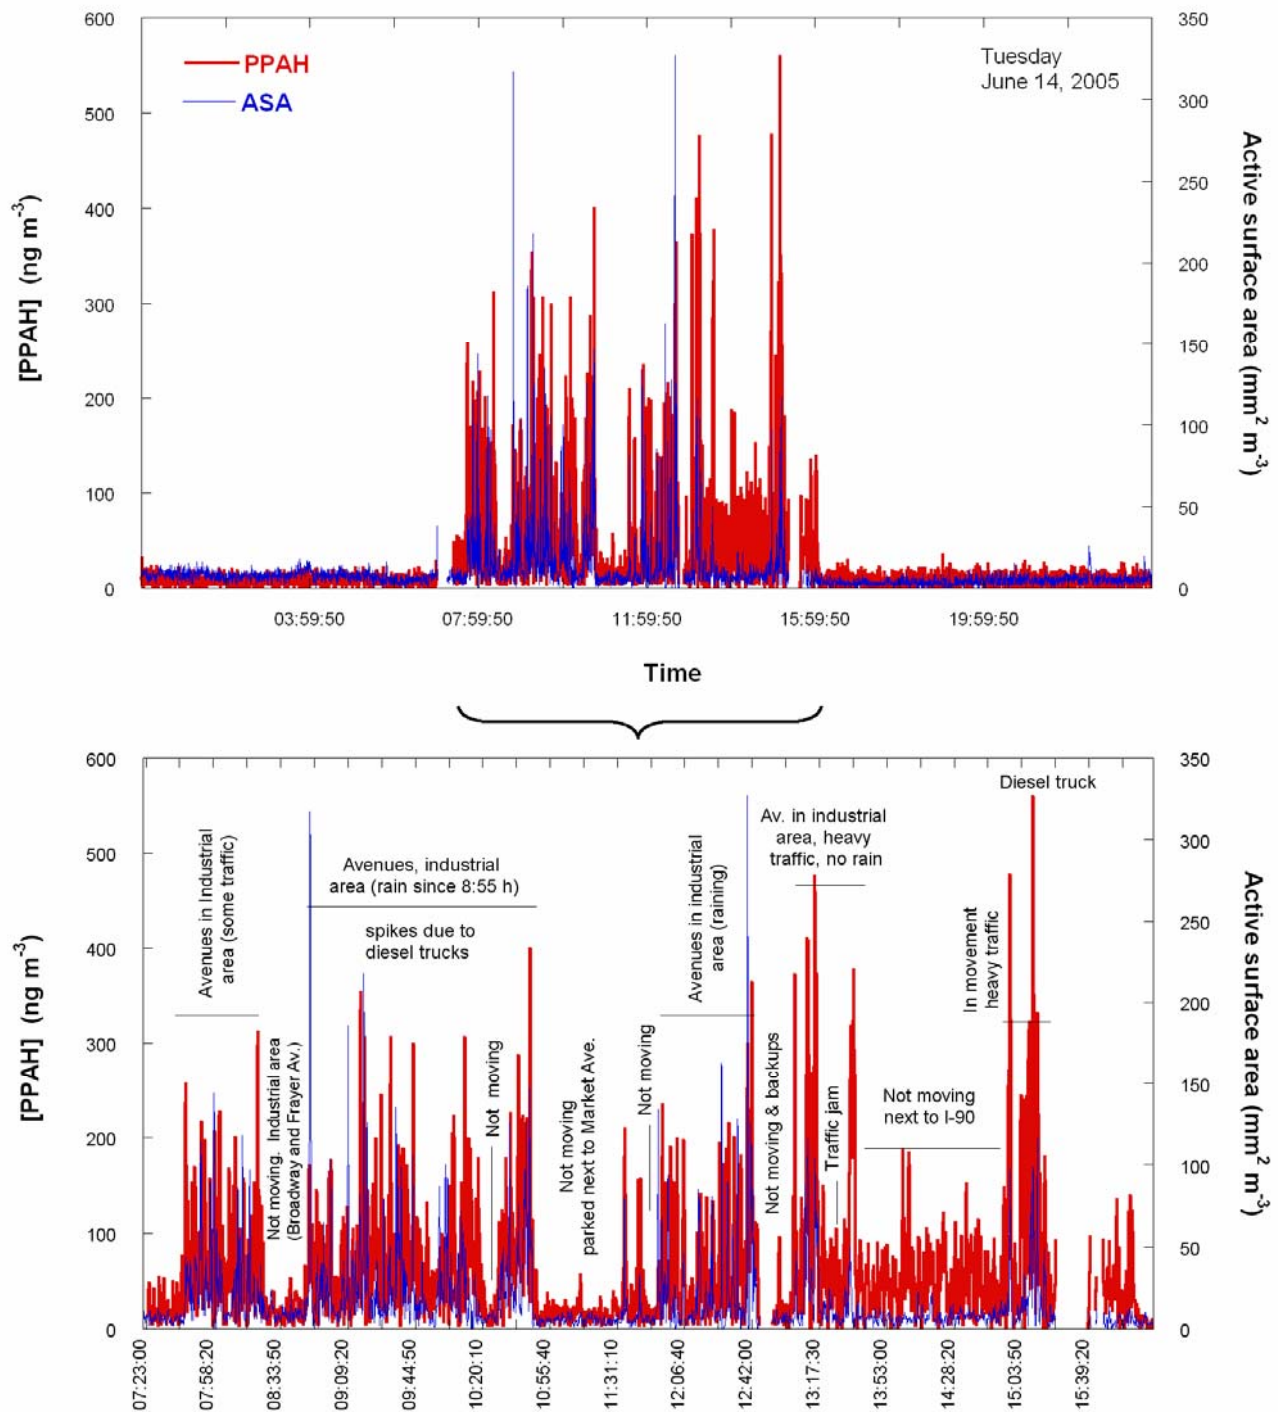 600
500
400
300
200
100
0
[PPAH] (ng m-3)
PPAH
ASA
Tuesday
June 14, 2005
350
300
250
200
150
100
50
0
Active surface area (mm2 m-3)
03:59:50
07:59:50
11:59:50
15:59:50
19:59:50
Time
600
500
400
300
200
100
0
[PPAH] (ng m-3)
Avenues in Industrial
area (some traffic)
Not moving. Industrial area
(Broadway and Frayer Av.)
Avenues, industrial
area (rain since 8:55 h)
spikes due to
diesel trucks
Not moving
Not moving
parked next to Market Ave.
Not moving
Avenues in industrial
area (raining)
Not moving & backups
Av. in industrial
area, heavy
traffic, no rain
Traffic jam
Not moving
next to I-90
In movement
heavy traffic
Diesel truck
350
300
250
200
150
100
50
0
Active surface area (mm2 m-3)
07:23:00
07:58:20
08:33:50
09:09:20
09:44:50
10:20:10
10:55:40
11:31:10
12:06:40
12:42:00
13:17:30
13:53:00
14:28:20
15:03:50
15:39:20